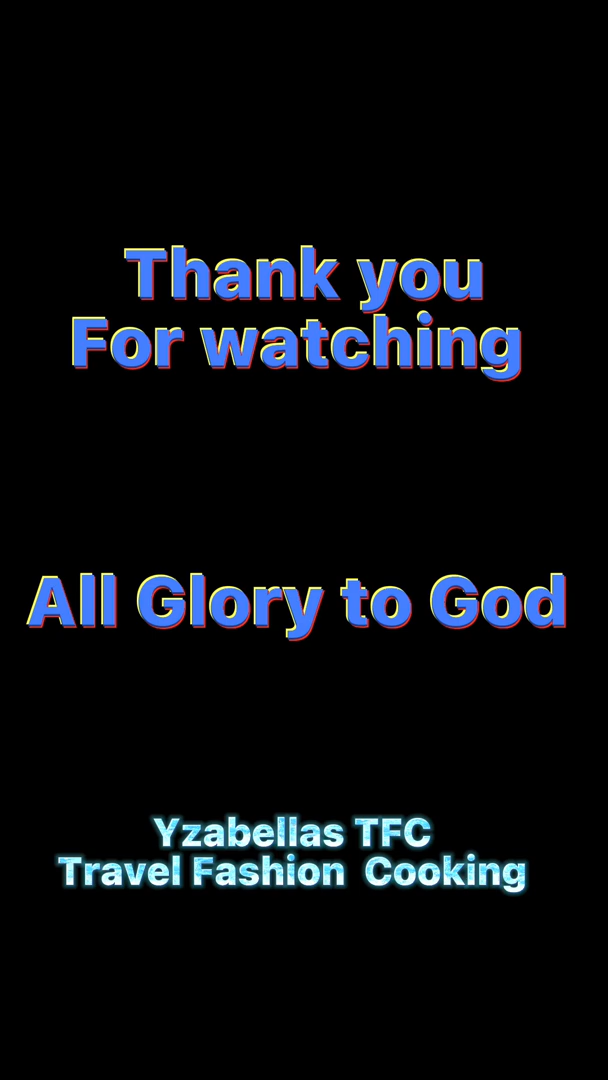 Thank you
For watching
All Glory to God
Yzabellas TFC
Travel Fashion  Cooking